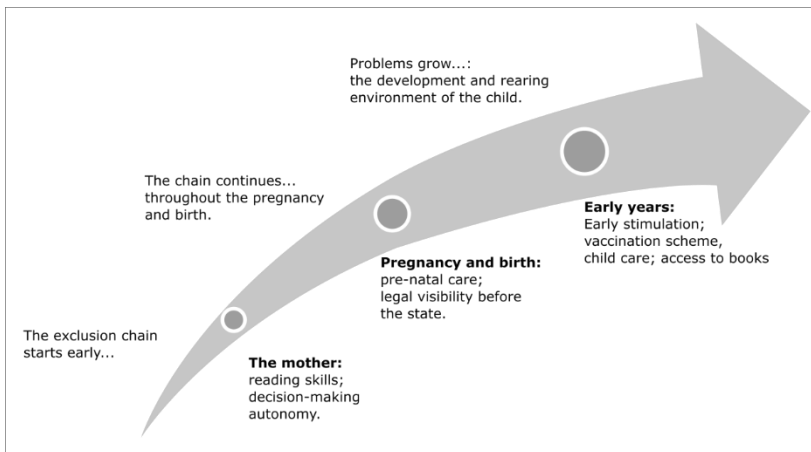 Problems grow...:
the development and rearing
environment of the child.
The chain continues...
throughout the pregnancy
and birth.
Early years:
Early stimulation;
vaccination scheme,
child care; access to books
Pregnancy and birth:
pre-natal care;
legal visibility before
the state.
The exclusion chain
starts early...
The mother:
reading skills;
decision-making
autonomy.